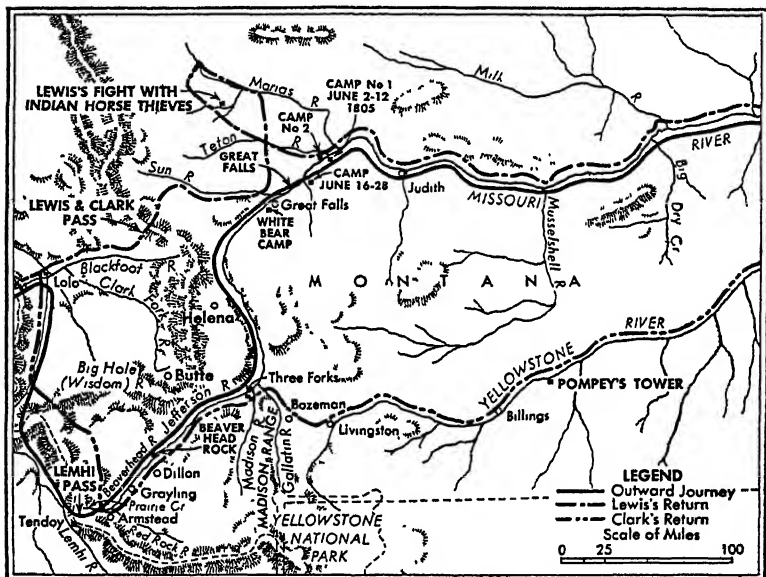 LEWIS'S FIGHT WITH
INDIAN HORSE THIEVES
Marias
R
CAMP No 1
JUNE 2-12
1805
CAMP
No 2
Milk
R
Teton
R
GREAT
FALLS
Sun
R
CAMP
JUNE 16-28
Great Falls
WHITE
BEAR
CAMP
Judith
MISSOURI
RIVER
Big
Dry Cr
Musselshell
R
LEWIS & CLARK
PASS
Lolo
Blackfoot
R
Clark
Fork
R
MONTANA
Helena
Big Hole
(Wisdom)
R
Butte
Jefferson R
Three Forks
YELLOWSTONE
RIVER
POMPEY'S TOWER
Billings
Bozeman
Livingston
BEAVER
HEAD
ROCK
Madison R
MADISON RANGE
Gallatin R
LEMHI
PASS
Beaverhead R
Dillon
Grayling
Prairie Cr
Armstead
Red Rock R
Tendoy
Lemhi R
YELLOWSTONE
NATIONAL
PARK
LEGEND
Outward Journey
Lewis's Return
Clark's Return
Scale of Miles
0 25 100